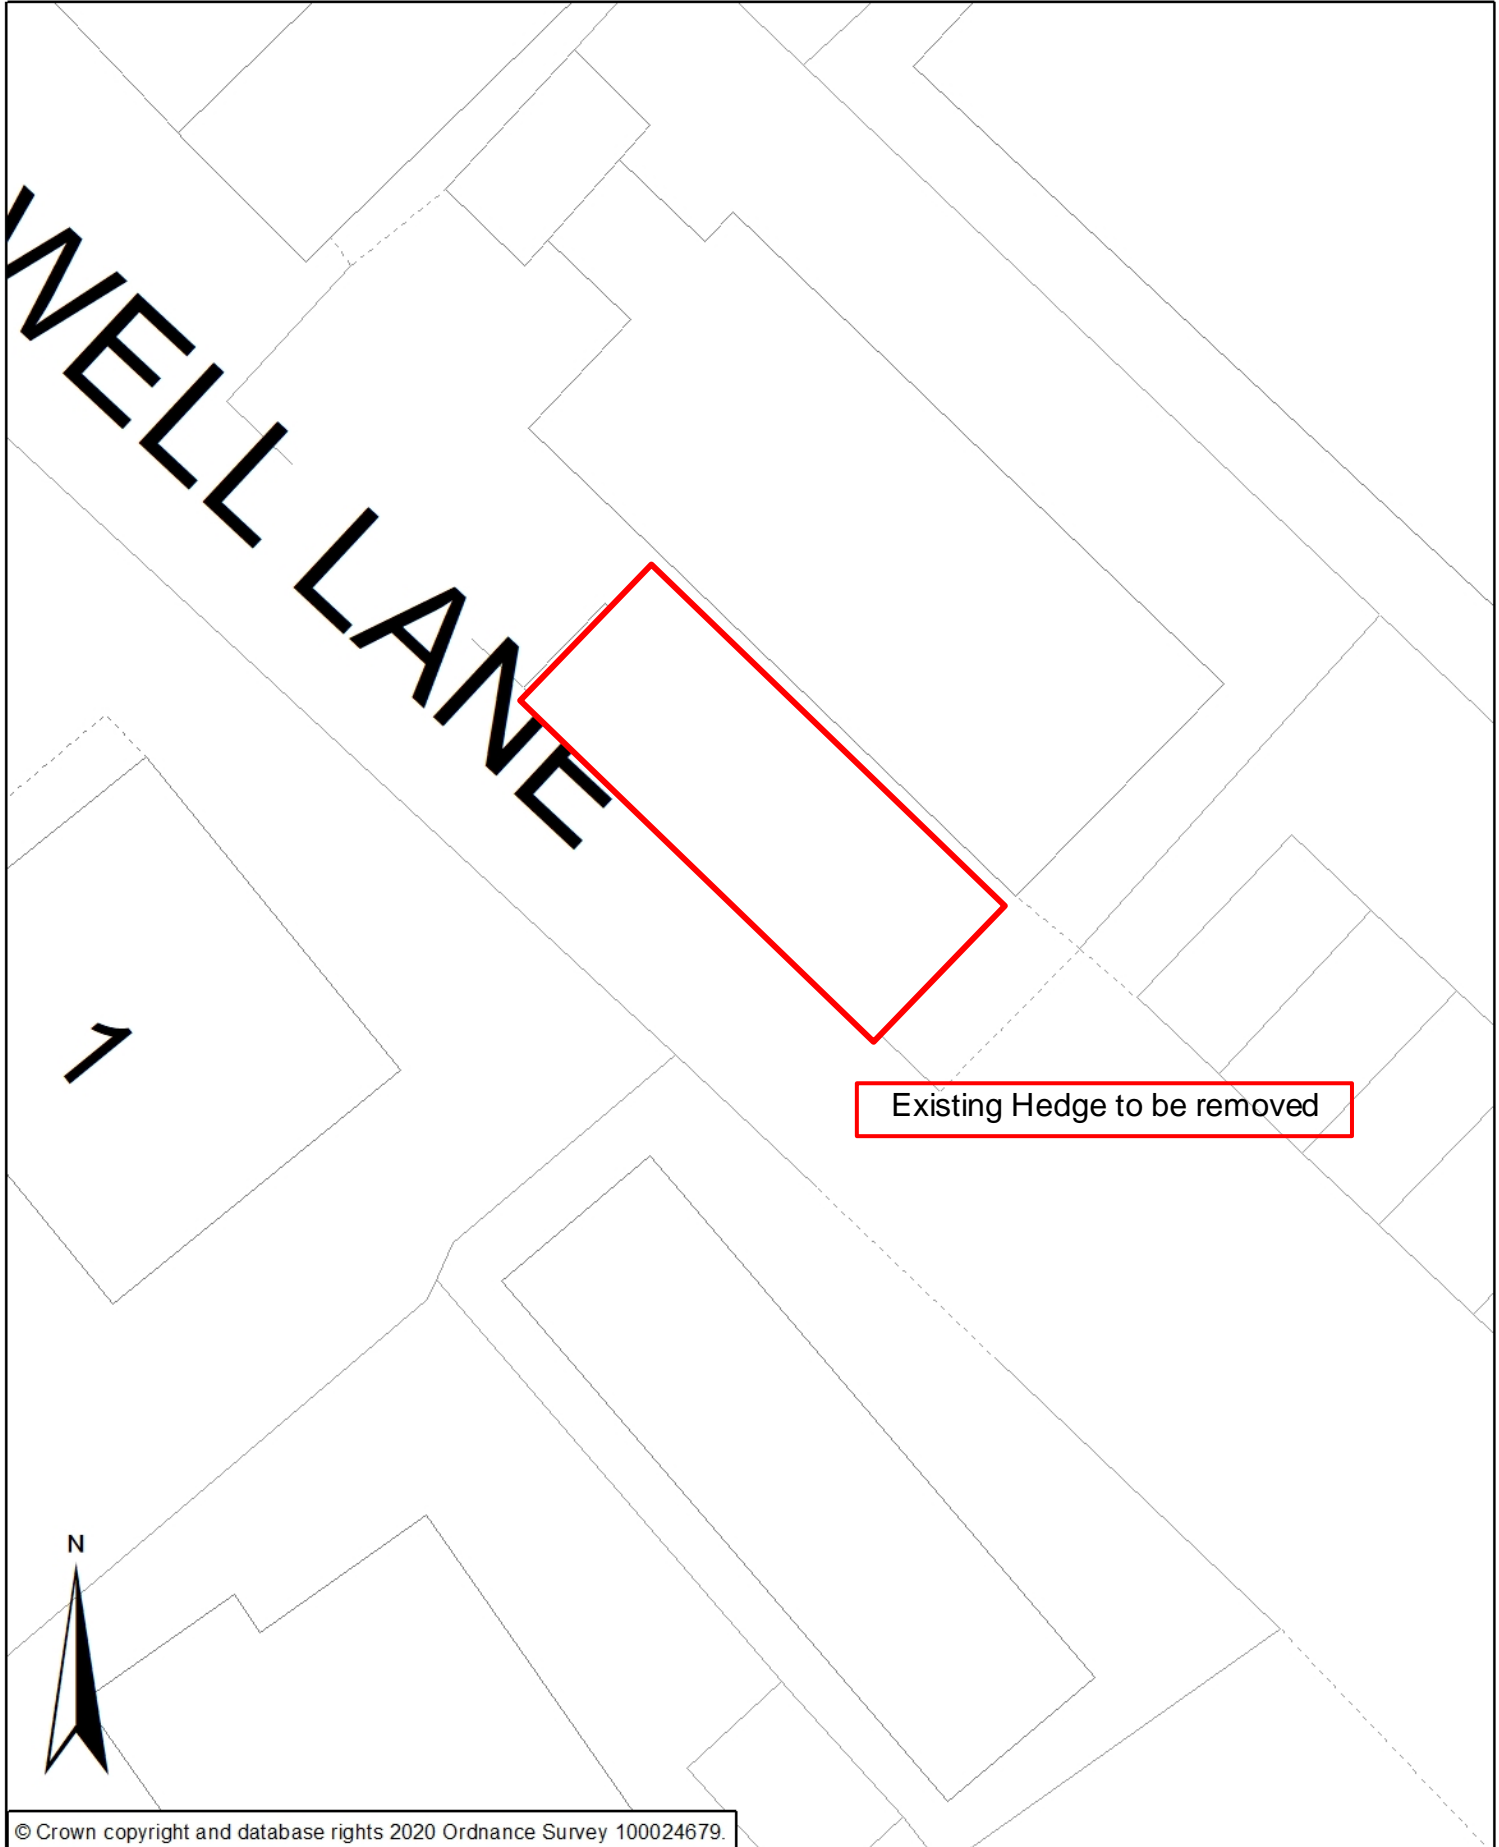 WELL LANE
1
Existing Hedge to be removed
N
© Crown copyright and database rights 2020 Ordnance Survey 100024679.